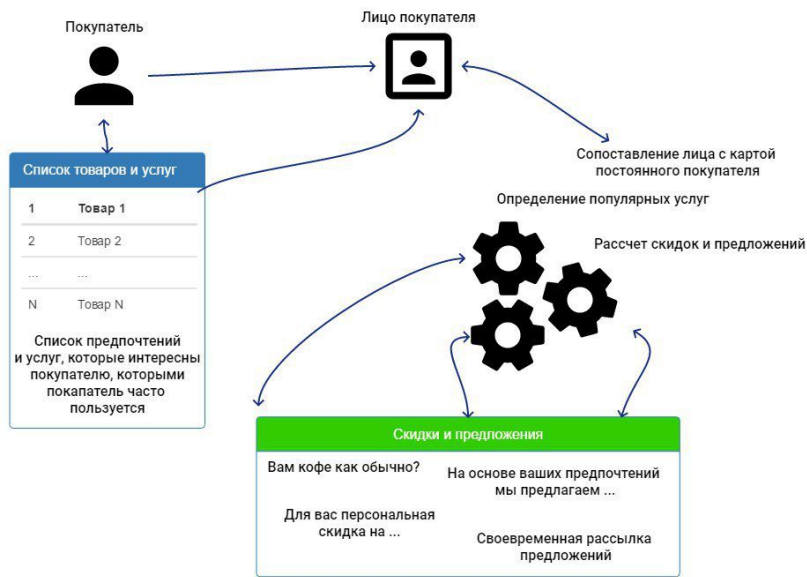 Покупатель
Лицо покупателя
Список товаров и услуг
1 Товар 1
2 Товар 2
... ...
N Товар N
Список предпочтений
и услуг, которые интересны
покупателю, которыми
покапатель часто
пользуется
Сопоставление лица с картой
постоянного покупателя
Определение популярных услуг
Рассчет скидок и предложений
Скидки и предложения
Вам кофе как обычно?
На основе ваших предпочтений
мы предлагаем ...
Для вас персональная
скидка на ...
Своевременная рассылка
предложений